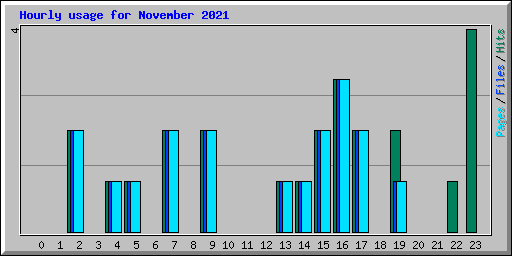 Hourly usage for November 2021
4
Pages/Files/Hits
0 1 2 3 4 5 6 7 8 9 10 11 12 13 14 15 16 17 18 19 20 21 22 23